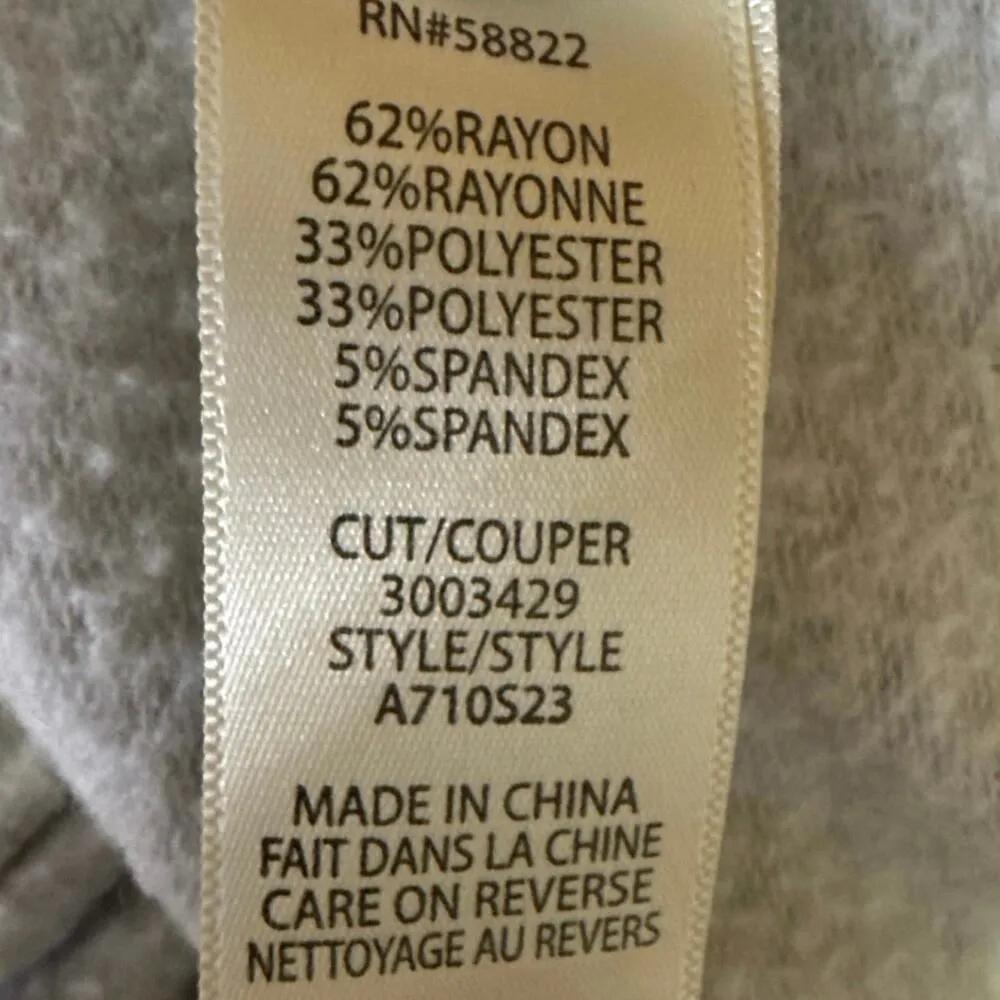 RN#58822
62%RAYON
62%RAYONNE
33%POLYESTER
33%POLYESTER
5%SPANDEX
5%SPANDEX
CUT/COUPER
3003429
STYLE/STYLE
A710S23
MADE IN CHINA
FAIT DANS LA CHINE
CARE ON REVERSE
NETTOYAGE AU REVERS